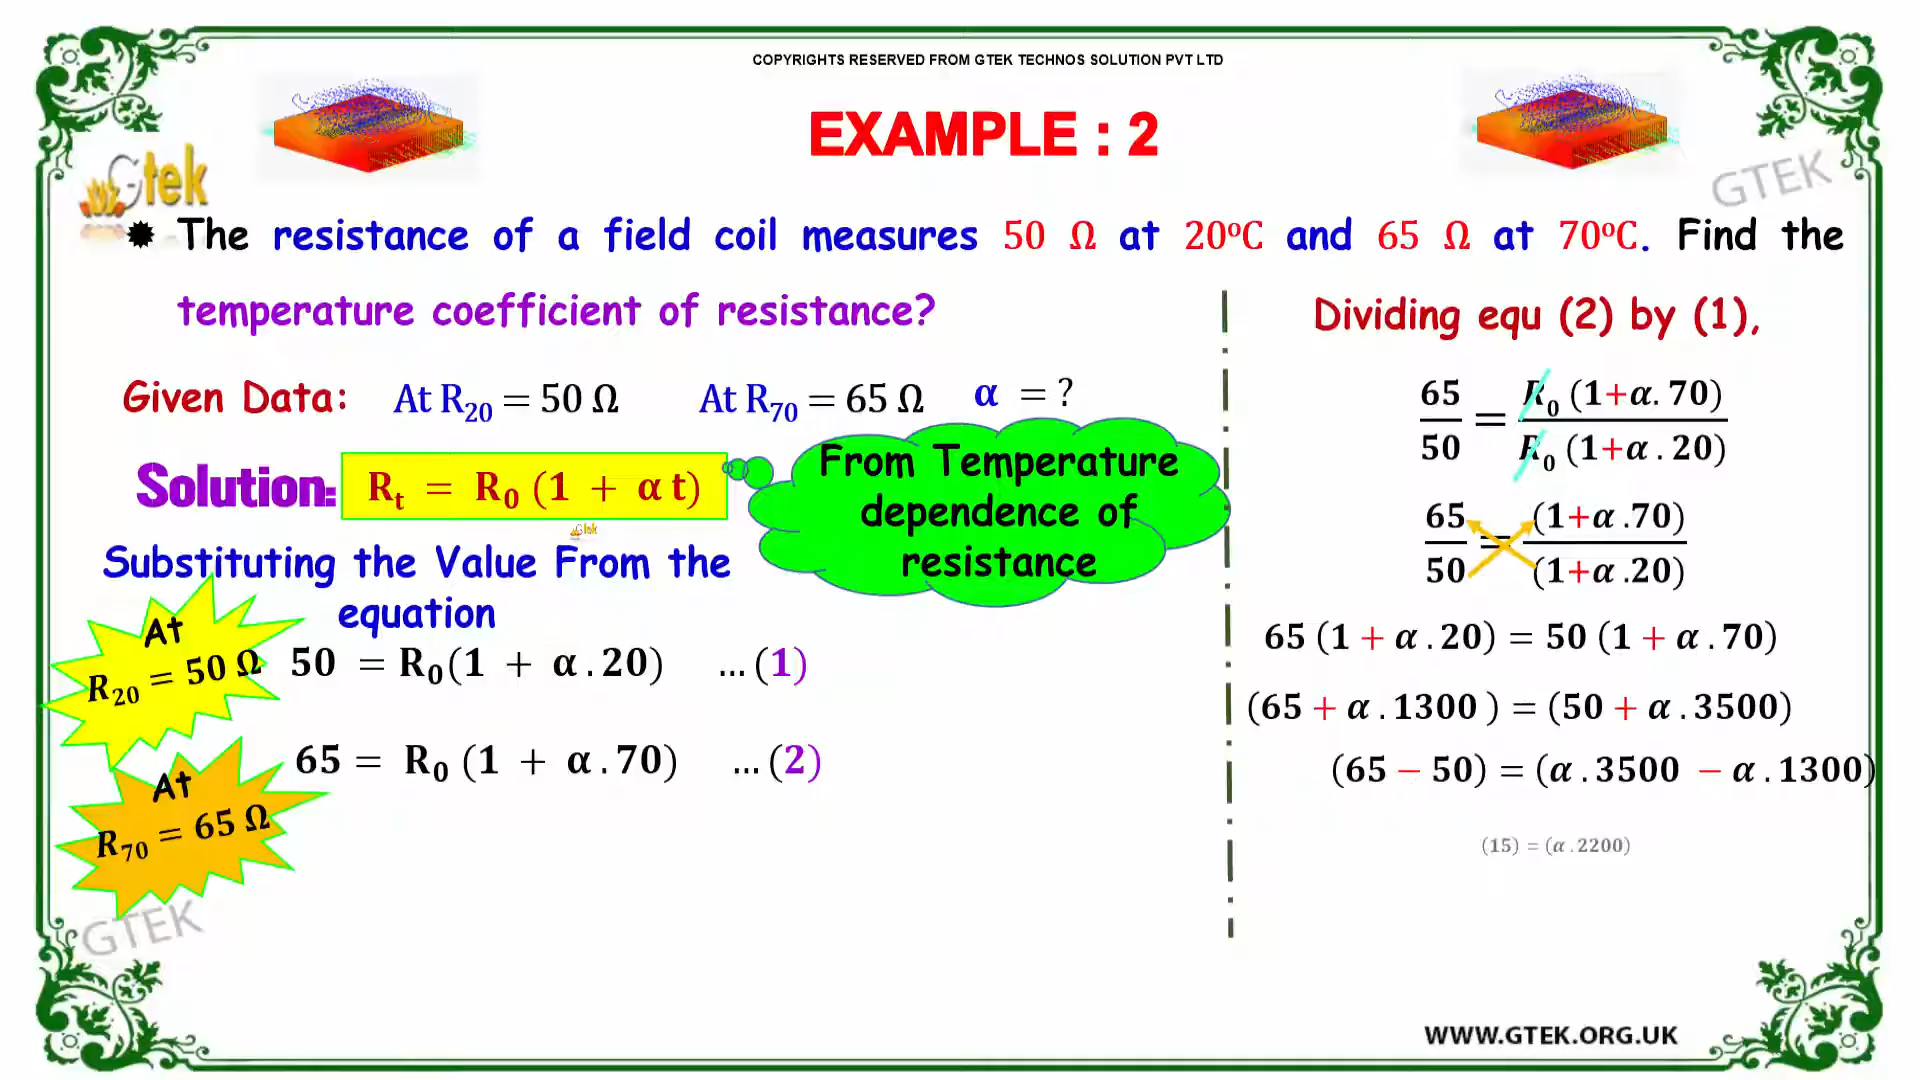 COPYRIGHTS RESERVED FROM GTEK TECHNOS SOLUTION PVT LTD
EXAMPLE : 2
Gtek
GTEK
The resistance of a field coil measures 50 Ω at 20ºC and 65 Ω at 70ºC. Find the
temperature coefficient of resistance?
Given Data: At R₂₀ = 50 Ω At R₇₀ = 65 Ω α = ?
Solution: Rₜ = R₀ (1 + α t)
From Temperature
dependence of
resistance
Gtek
Substituting the Value From the
equation
At
R₂₀ = 50 Ω
50 = R₀(1 + α . 20) ... (1)
At
R₇₀ = 65 Ω
65 = R₀ (1 + α . 70) ... (2)
GTEK
Dividing equ (2) by (1),
65/50 = R₀ (1+α. 70)/R₀ (1+α . 20)
65/50 = (1+α .70)/(1+α .20)
65 (1 + α . 20) = 50 (1 + α . 70)
(65 + α . 1300 ) = (50 + α . 3500)
(65 − 50) = (α . 3500 − α . 1300)
(15) = (α . 2200)
WWW.GTEK.ORG.UK